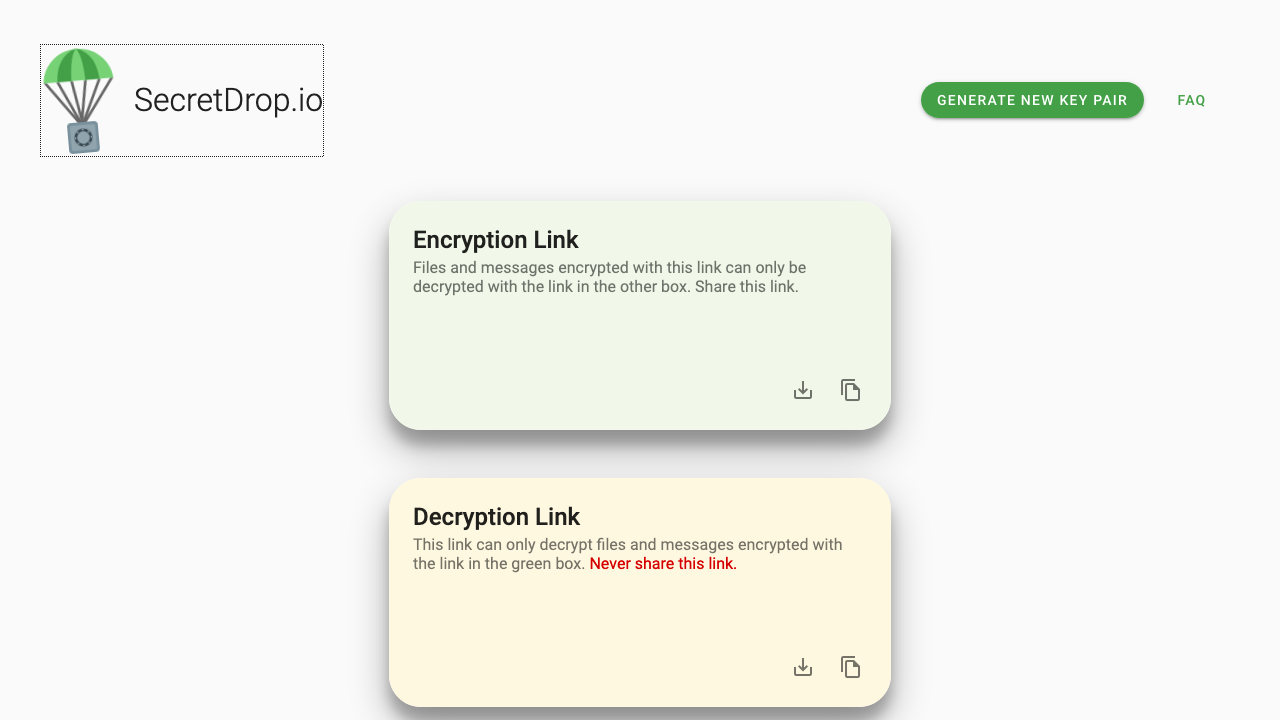 SecretDrop.io
GENERATE NEW KEY PAIR
FAQ
Encryption Link
Files and messages encrypted with this link can only be
decrypted with the link in the other box. Share this link.
Decryption Link
This link can only decrypt files and messages encrypted with
the link in the green box. Never share this link.